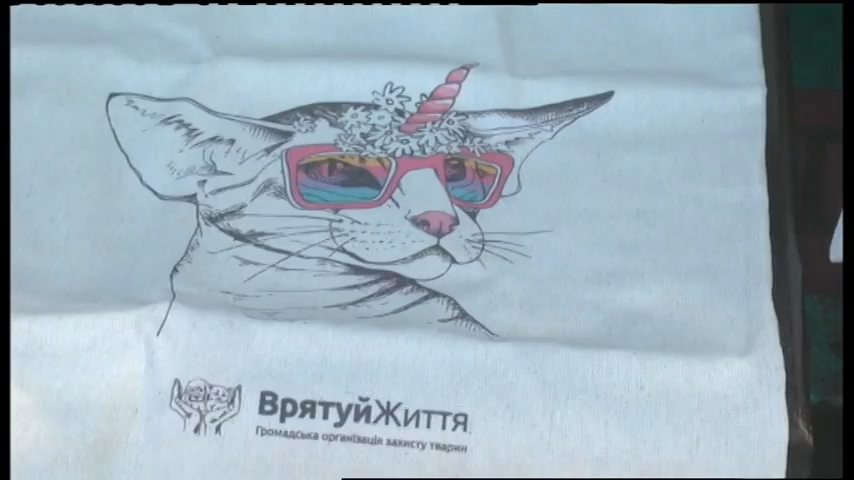 ВрятуйЖиття
Громадська організація захисту тварин